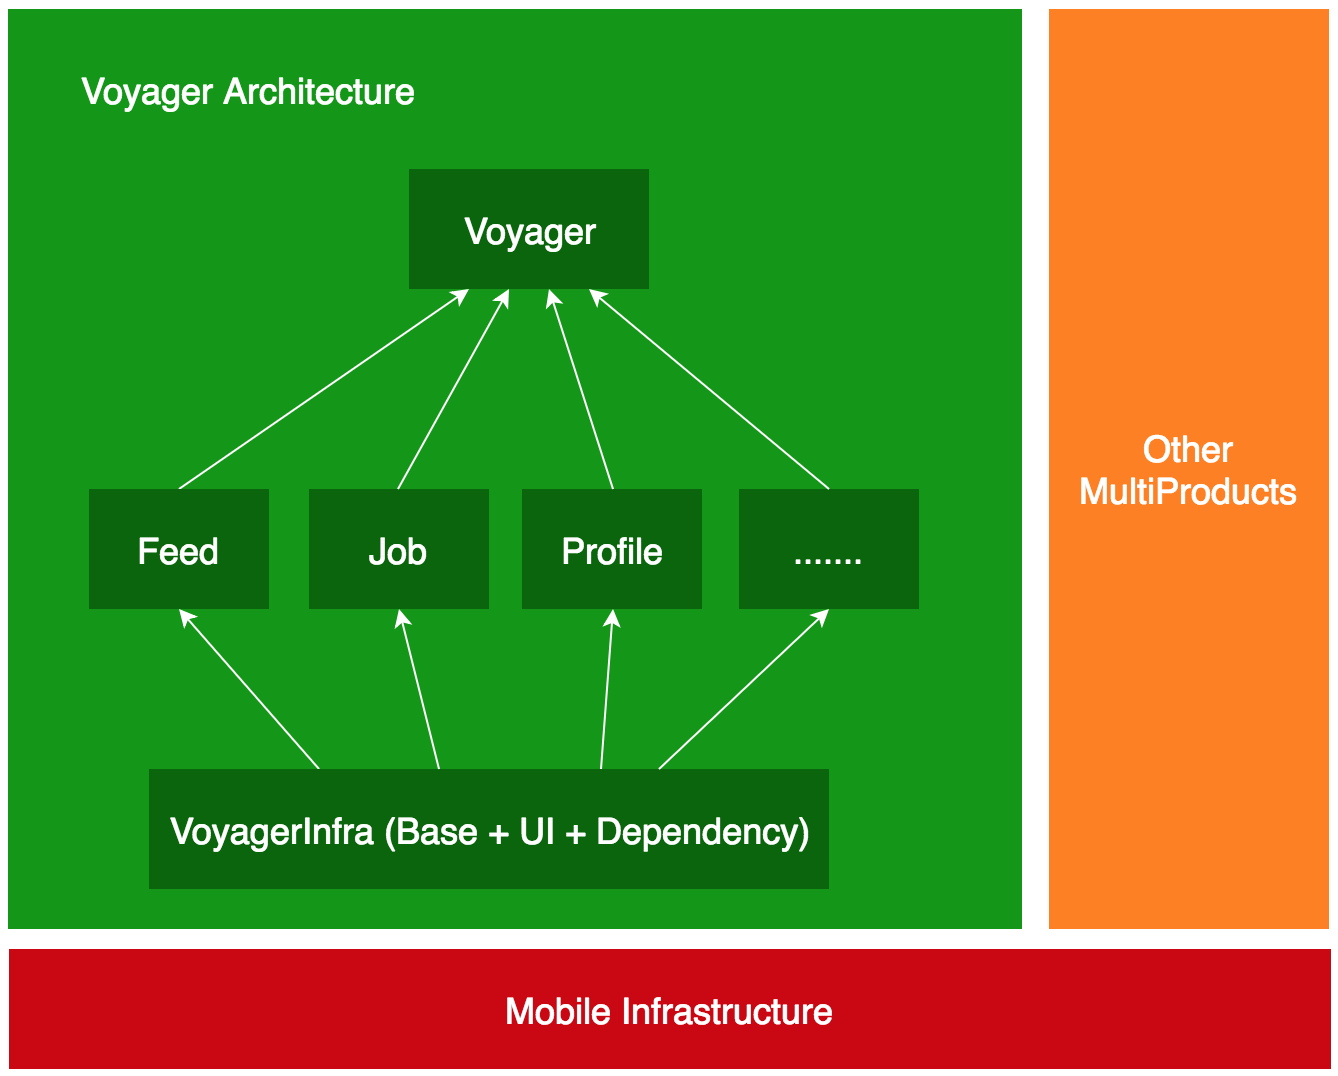 Voyager Architecture
Voyager
Feed
Job
Profile
.......
VoyagerInfra (Base + UI + Dependency)
Other
MultiProducts
Mobile Infrastructure